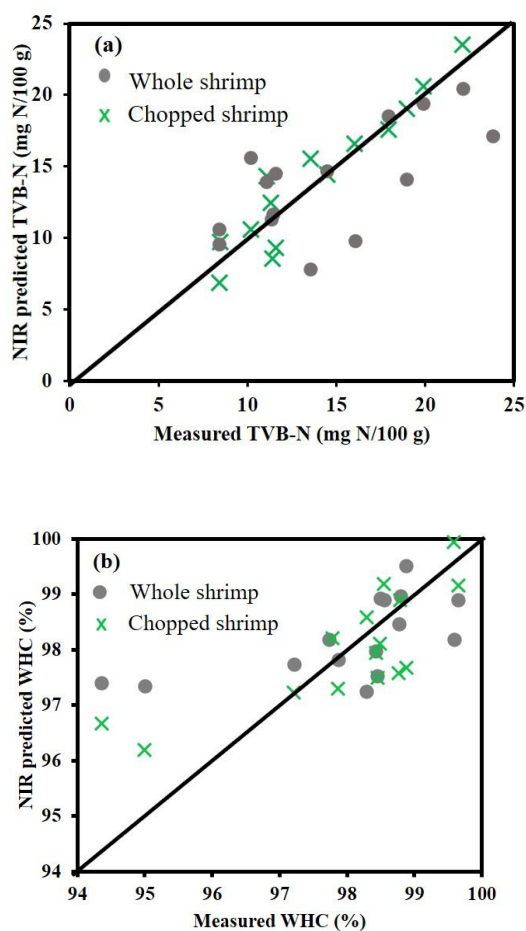 (a)
Whole shrimp
Chopped shrimp
NIR predicted TVB-N (mg N/100 g)
25
20
15
10
5
0
0 5 10 15 20 25
Measured TVB-N (mg N/100 g)
(b)
Whole shrimp
Chopped shrimp
NIR predicted WHC (%)
100
99
98
97
96
95
94
94 95 96 97 98 99 100
Measured WHC (%)